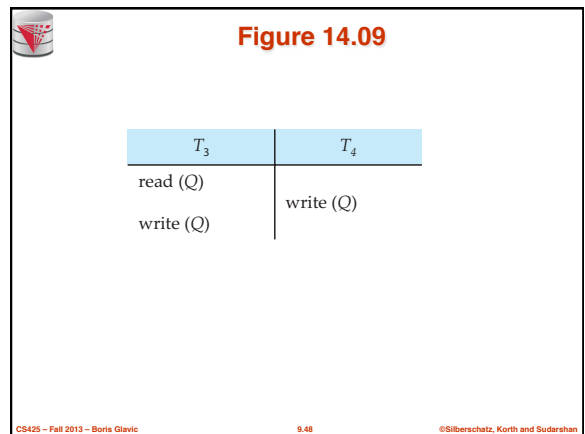 Figure 14.09
T3 T4
read (Q)
write (Q)
write (Q)
CS425 – Fall 2013 – Boris Glavic 9.48 ©Silberschatz, Korth and Sudarshan